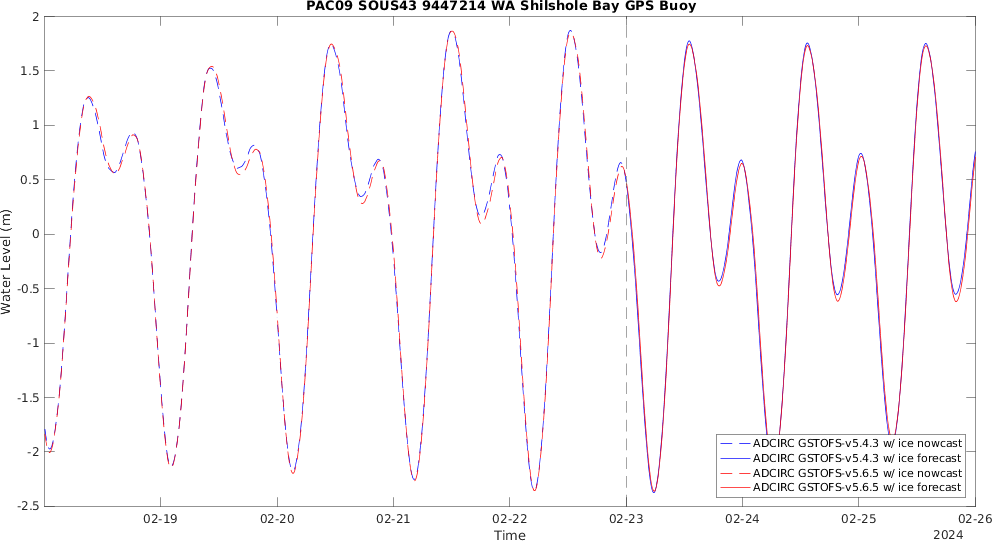 PAC09 SOUS43 9447214 WA Shilshole Bay GPS Buoy
2
1.5
1
0.5
0
-0.5
-1
-1.5
-2
-2.5
Water Level (m)
ADCIRC GSTOFS-v5.4.3 w/ ice nowcast
ADCIRC GSTOFS-v5.4.3 w/ ice forecast
ADCIRC GSTOFS-v5.6.5 w/ ice nowcast
ADCIRC GSTOFS-v5.6.5 w/ ice forecast
02-19 02-20 02-21 02-22 02-23 02-24 02-25 02-26
Time
2024